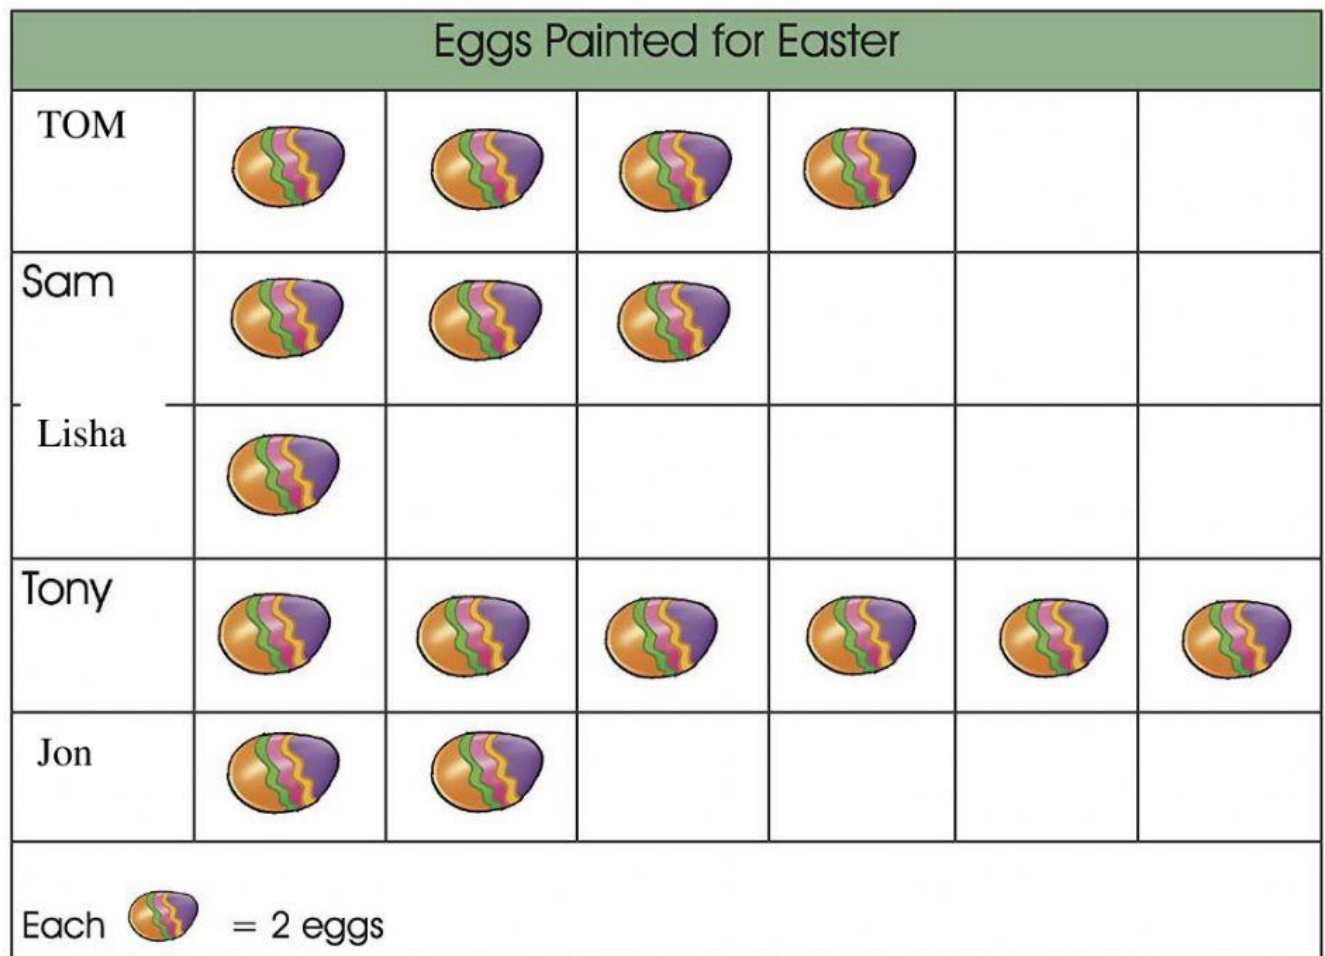 Eggs Painted for Easter
TOM
Sam
Lisha
Tony
Jon
Each = 2 eggs